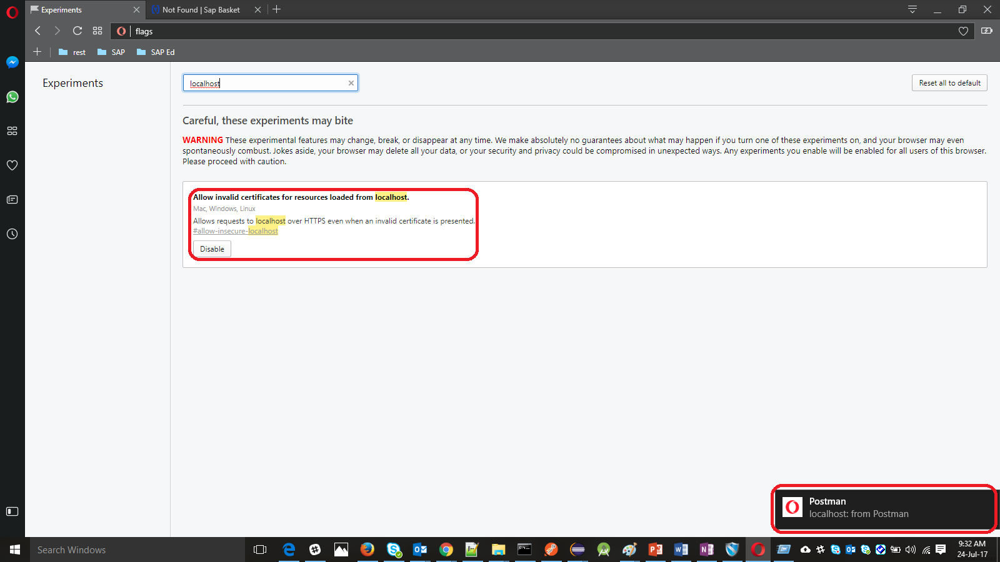 Experiments
Not Found | Sap Basket
flags
rest
SAP
SAP Ed
Experiments
localhost
Reset all to default
Careful, these experiments may bite
WARNING These experimental features may change, break, or disappear at any time. We make absolutely no guarantees about what may happen if you turn one of these experiments on, and your browser may even
spontaneously combust. Jokes aside, your browser may delete all your data, or your security and privacy could be compromised in unexpected ways. Any experiments you enable will be enabled for all users of this browser.
Please proceed with caution.
Allow invalid certificates for resources loaded from localhost.
Mac, Windows, Linux
Allows requests to localhost over HTTPS even when an invalid certificate is presented.
#allow-insecure-localhost
Disable
Postman
localhost: from Postman
Search Windows
9:32 AM
24-Jul-17